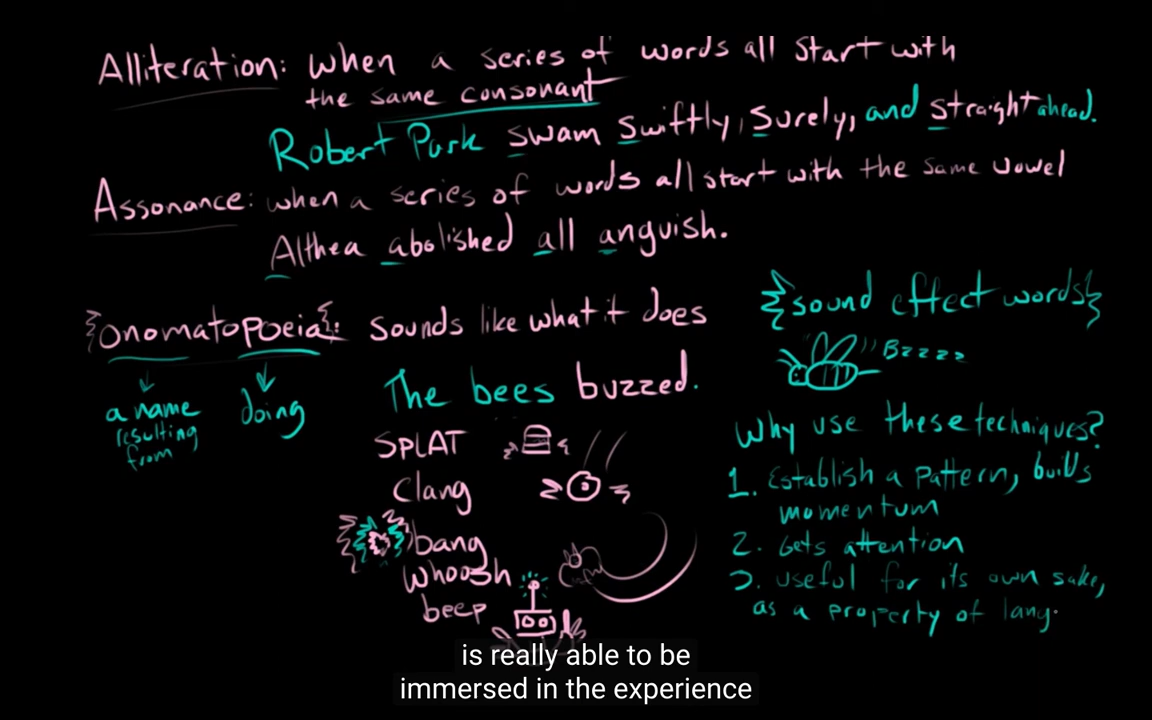 Alliteration: when a series of words all start with
the same consonant
Robert Park swam swiftly, surely, and straight ahead.
Assonance: when a series of words all start with the same vowel
Althea abolished all anguish.
onomatopoeia: sounds like what it does
a name
resulting
from
doing
The bees buzzed.
SPLAT
Clang
bang
whoosh
beep
sound effect words
Bzzzz
Why use these techniques?
1. Establish a pattern, builds
momentum
2. Gets attention
3. useful for its own sake,
as a property of lang.
is really able to be
immersed in the experience